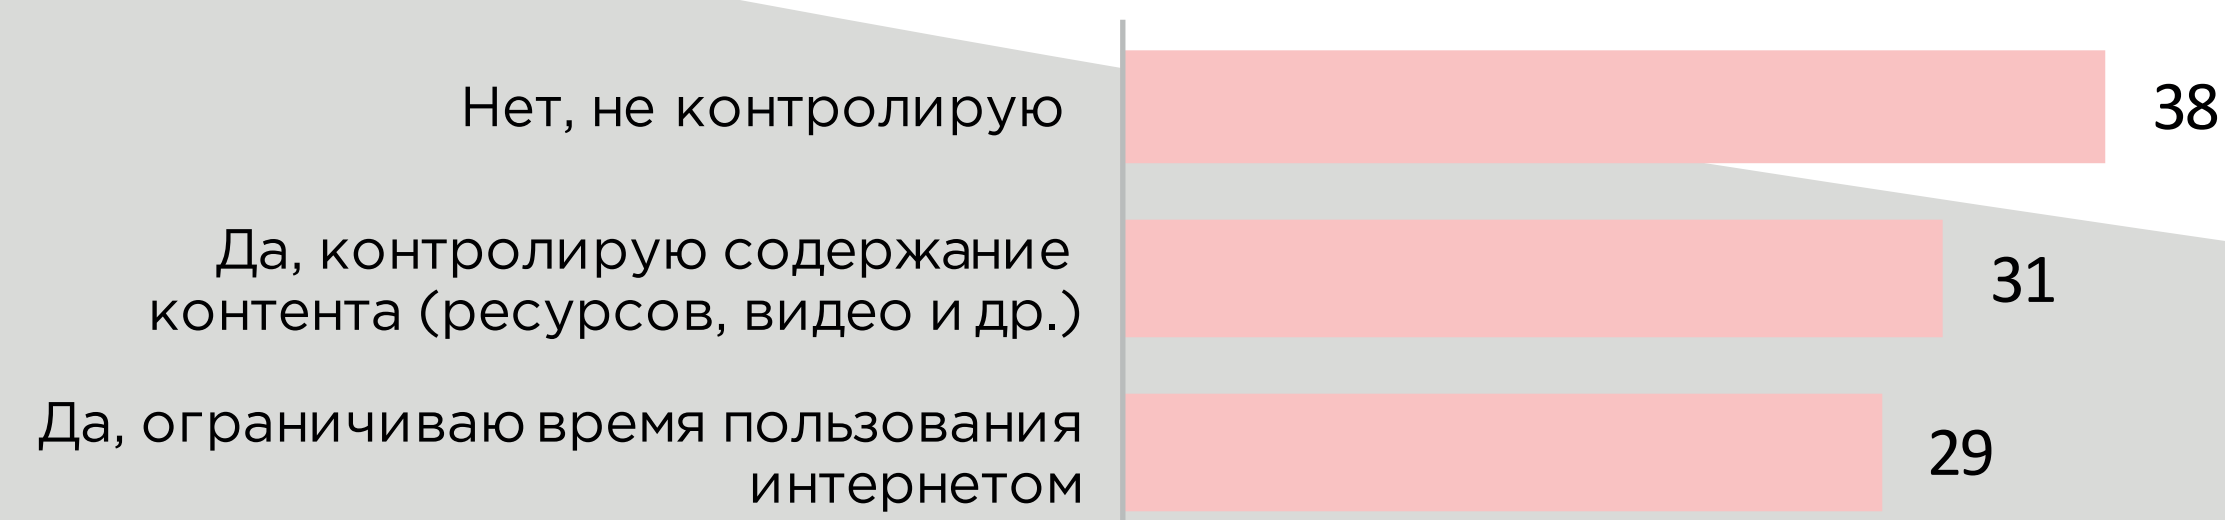 Нет, не контролирую
38
Да, контролирую содержание
контента (ресурсов, видео и др.)
31
Да, ограничиваю время пользования
интернетом
29